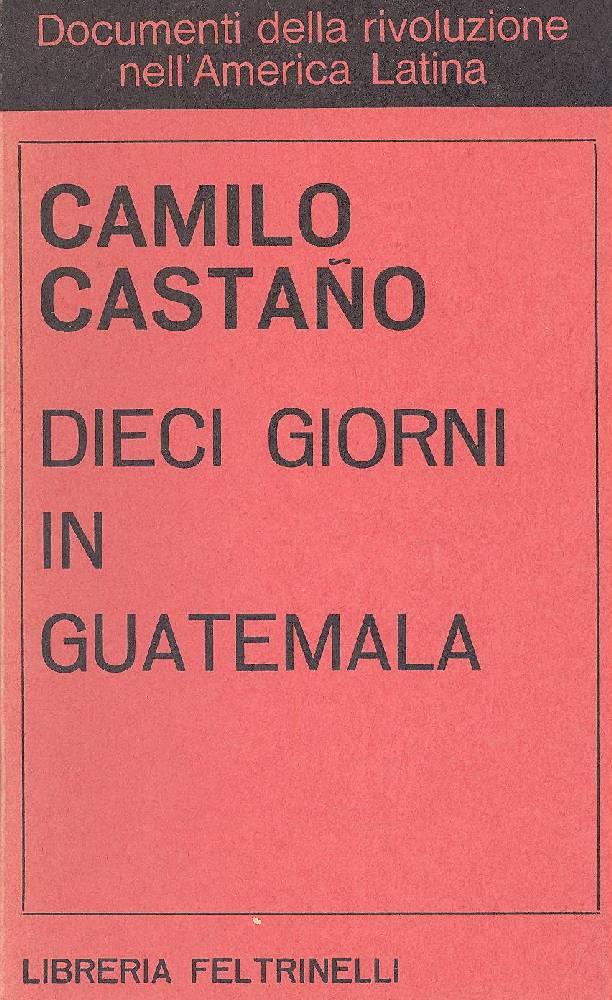 Documenti della rivoluzione
nell'America Latina
CAMILO
CASTAÑO
DIECI GIORNI
IN
GUATEMALA
LIBRERIA FELTRINELLI